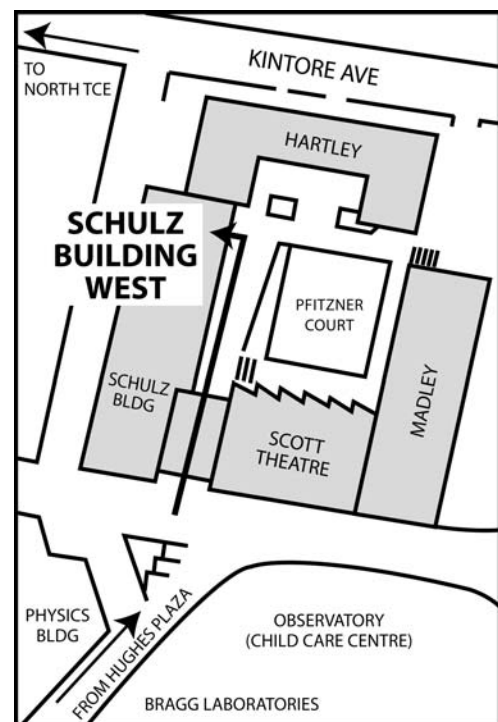 TO
NORTH TCE
KINTORE AVE
HARTLEY
SCHULZ
BUILDING
WEST
PFITZNER
COURT
SCHULZ
BLDG
MADLEY
SCOTT
THEATRE
PHYSICS
BLDG
FROM HUGHES PLAZA
OBSERVATORY
(CHILD CARE CENTRE)
BRAGG LABORATORIES